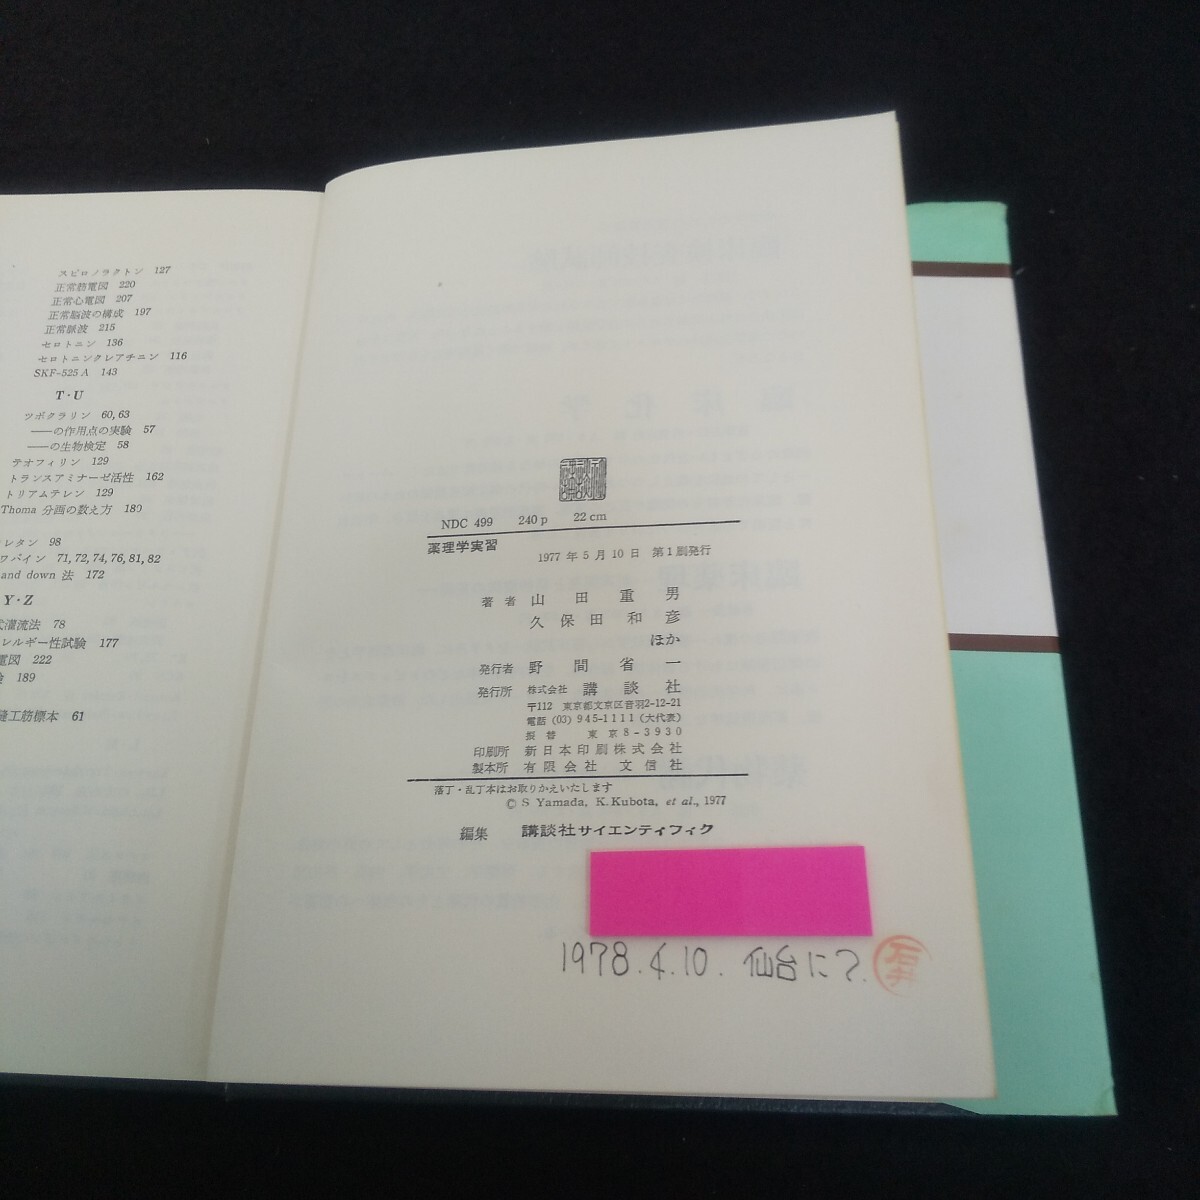 スピロノラクトン 127
正常筋電図 220
正常心電図 207
正常脳波の構成 197
正常脈波 215
セロトニン 136
セロトニンクレアチニン 116
SKF-525 A 143
T・U
ツボクラリン 60, 63
——の作用点の実験 57
——の生物検定 58
テオフィリン 129
トランスアミナーゼ活性 162
トリアムテレン 129
Thoma 分画の数え方 180
レタン 98
ワバイン 71, 72, 74, 76, 81, 82
and down 法 172
Y・Z
灌流法 78
レルギー性試験 177
電図 222
189
縫工筋標本 61
NDC 499 240 p 22 cm
薬理学実習
1977 年 5 月 10 日 第 1 刷発行
著者 山田重男
久保田和彦
ほか
発行者 野間省一
発行所 株式会社 講談社
〒112 東京都文京区音羽2-12-21
電話 (03) 945-1111 (大代表)
振替 東京 8-3930
印刷所 新日本印刷株式会社
製本所 有限会社 文信社
落丁・乱丁本はお取りかえいたします
© S Yamada, K. Kubota, et al., 1977
編集 講談社サイエンティフィク
1978.4.10. 仙台にて.
石井